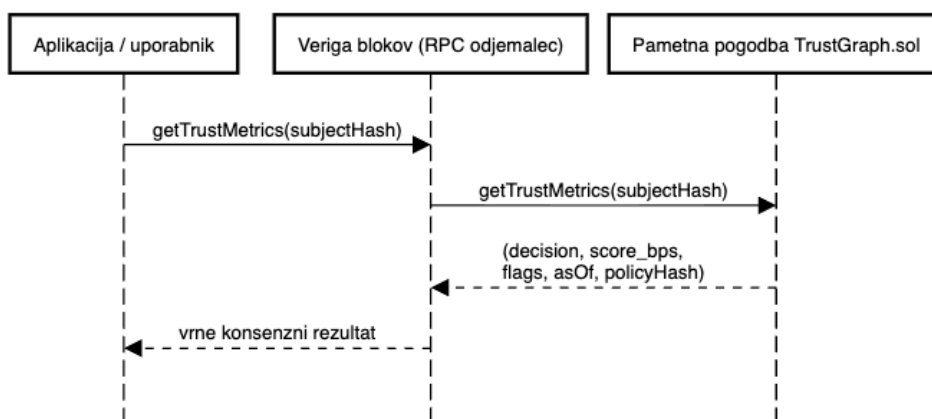 Aplikacija / uporabnik
Veriga blokov (RPC odjemalec)
Pametna pogodba TrustGraph.sol
getTrustMetrics(subjectHash)
getTrustMetrics(subjectHash)
(decision, score_bps,
flags, asOf, policyHash)
vrne konsenzni rezultat